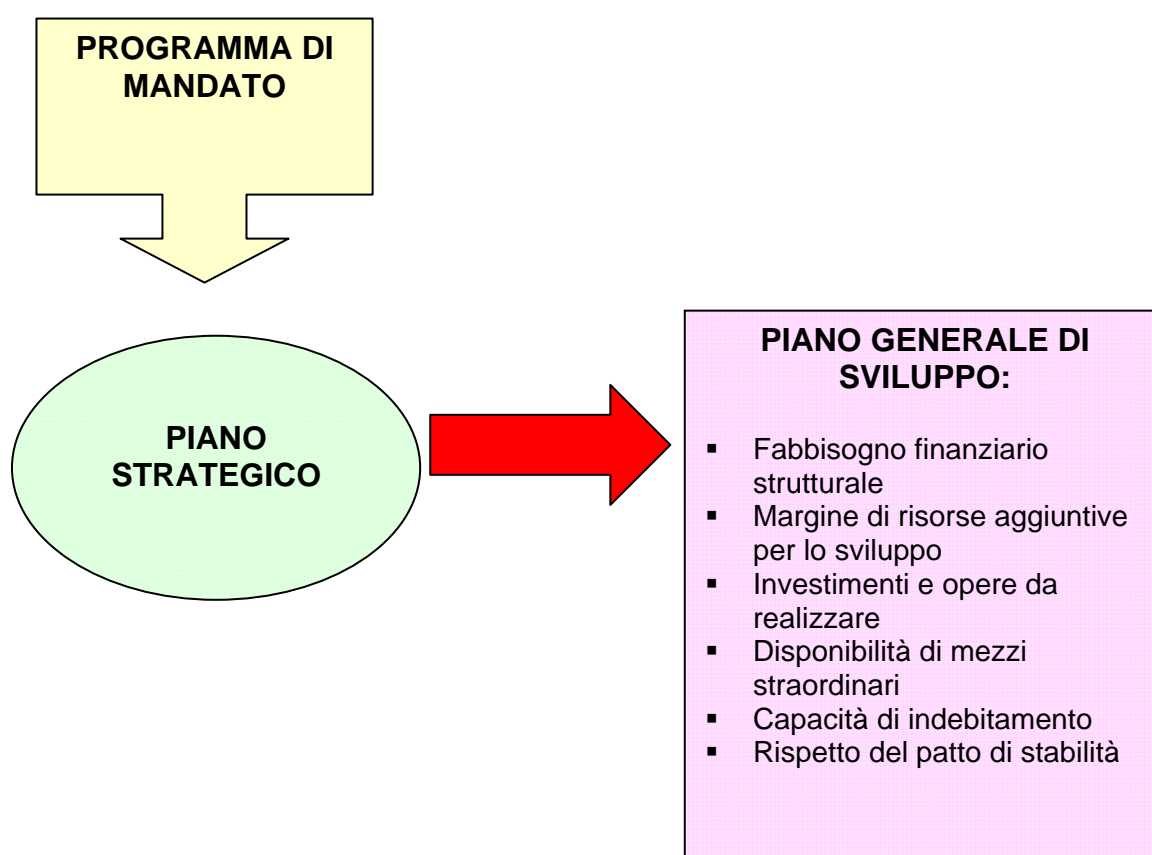 PROGRAMMA DI
MANDATO
PIANO
STRATEGICO
PIANO GENERALE DI
SVILUPPO:
▪ Fabbisogno finanziario
strutturale
▪ Margine di risorse aggiuntive
per lo sviluppo
▪ Investimenti e opere da
realizzare
▪ Disponibilità di mezzi
straordinari
▪ Capacità di indebitamento
▪ Rispetto del patto di stabilità